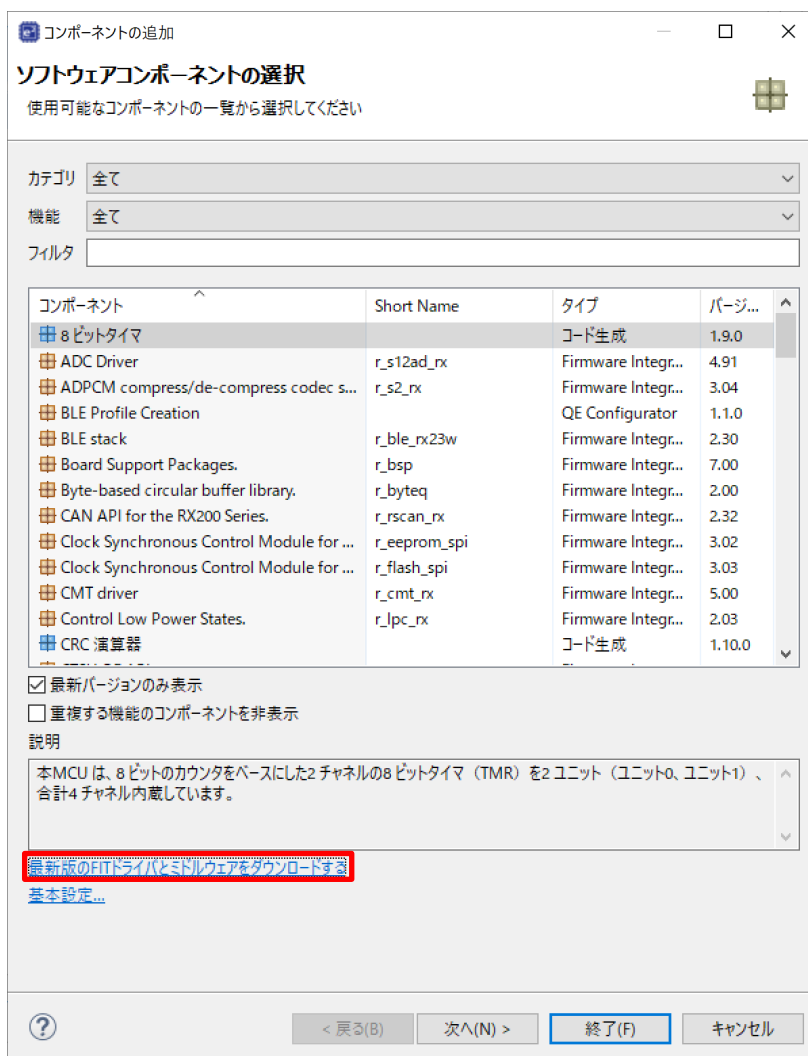 コンポーネントの追加
ソフトウェアコンポーネントの選択
使用可能なコンポーネントの一覧から選択してください
カテゴリ 全て
機能 全て
フィルタ
コンポーネント Short Name タイプ バージ...
8 ビットタイマ コード生成 1.9.0
ADC Driver r_s12ad_rx Firmware Integr... 4.91
ADPCM compress/de-compress codec s... r_s2_rx Firmware Integr... 3.04
BLE Profile Creation QE Configurator 1.1.0
BLE stack r_ble_rx23w Firmware Integr... 2.30
Board Support Packages. r_bsp Firmware Integr... 7.00
Byte-based circular buffer library. r_byteq Firmware Integr... 2.00
CAN API for the RX200 Series. r_rscan_rx Firmware Integr... 2.32
Clock Synchronous Control Module for ... r_eeprom_spi Firmware Integr... 3.02
Clock Synchronous Control Module for ... r_flash_spi Firmware Integr... 3.03
CMT driver r_cmt_rx Firmware Integr... 5.00
Control Low Power States. r_lpc_rx Firmware Integr... 2.03
CRC 演算器 コード生成 1.10.0
最新バージョンのみ表示
重複する機能のコンポーネントを非表示
説明
本MCU は、8 ビットのカウンタをベースにした2 チャネルの8 ビットタイマ（TMR）を2 ユニット（ユニット0、ユニット1）、
合計4 チャネル内蔵しています。
最新版のFITドライバとミドルウェアをダウンロードする
基本設定...
< 戻る(B) 次へ(N) > 終了(F) キャンセル